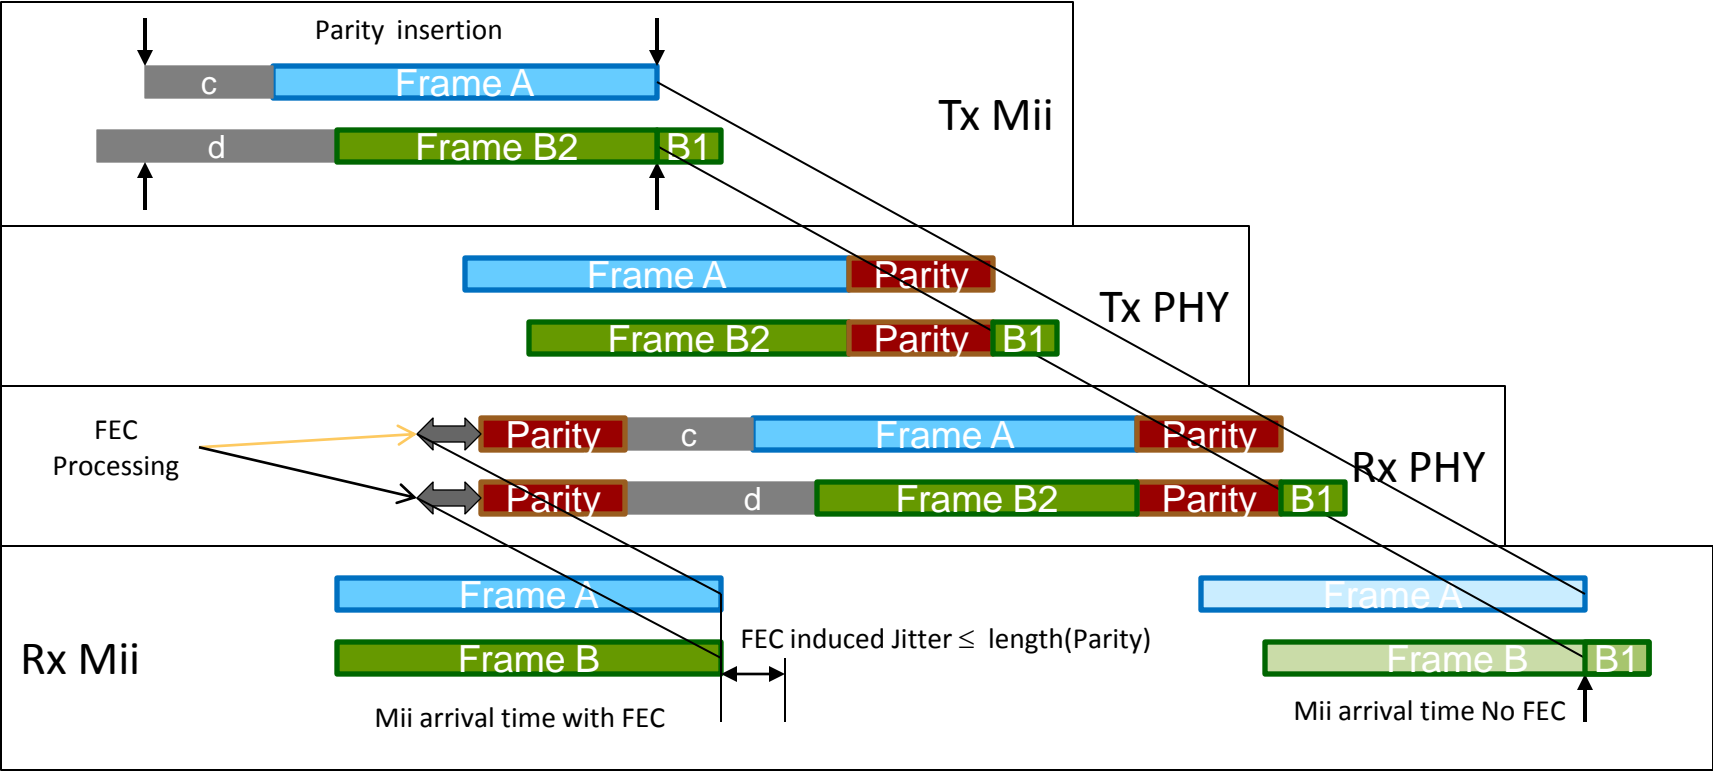 Parity insertion
c
Frame A
Tx Mii
d
Frame B2
B1
Frame A
Parity
Tx PHY
Frame B2
Parity
B1
FEC
Processing
Parity
c
Frame A
Parity
Rx PHY
Parity
d
Frame B2
Parity
B1
Frame A
Frame A
Rx Mii
Frame B
FEC induced Jitter ≤ length(Parity)
Frame B
B1
Mii arrival time with FEC
Mii arrival time No FEC